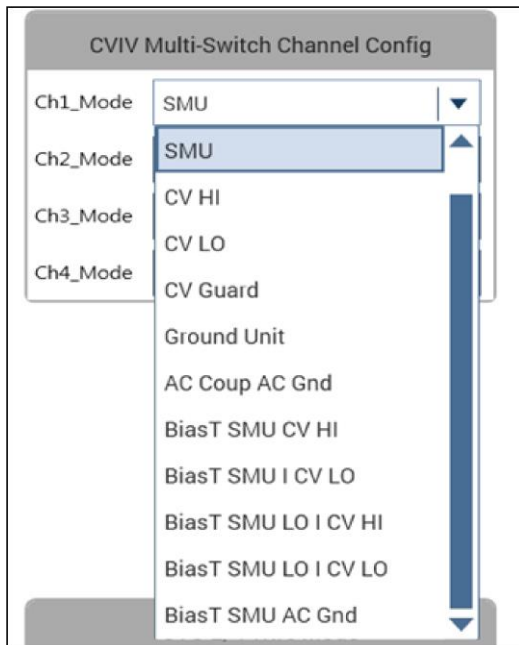 CVIV Multi-Switch Channel Config
Ch1_Mode SMU
Ch2_Mode SMU
CV HI
Ch3_Mode
CV LO
Ch4_Mode
CV Guard
Ground Unit
AC Coup AC Gnd
BiasT SMU CV HI
BiasT SMU I CV LO
BiasT SMU LO I CV HI
BiasT SMU LO I CV LO
BiasT SMU AC Gnd